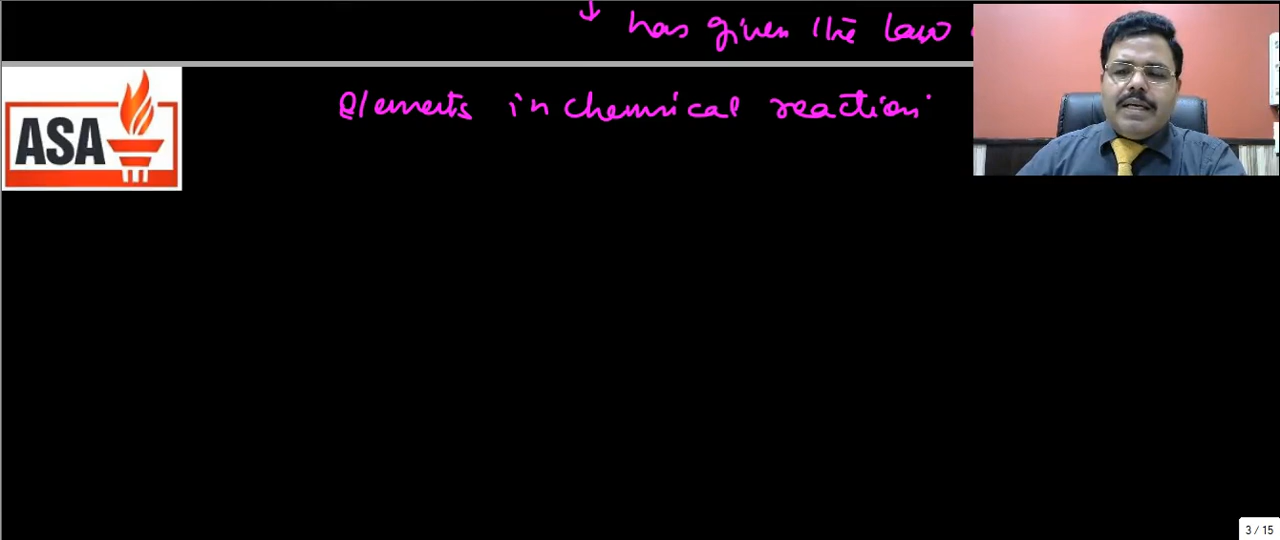 has given the law
ASA
Elements in chemical reaction
3 / 15